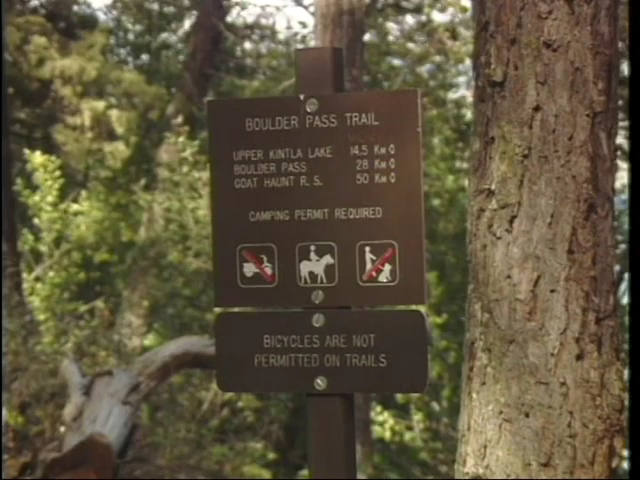 BOULDER PASS TRAIL
UPPER KINTLA LAKE 14.5 KM
BOULDER PASS 28 KM
GOAT HAUNT R. S. 50 KM
CAMPING PERMIT REQUIRED
BICYCLES ARE NOT
PERMITTED ON TRAILS